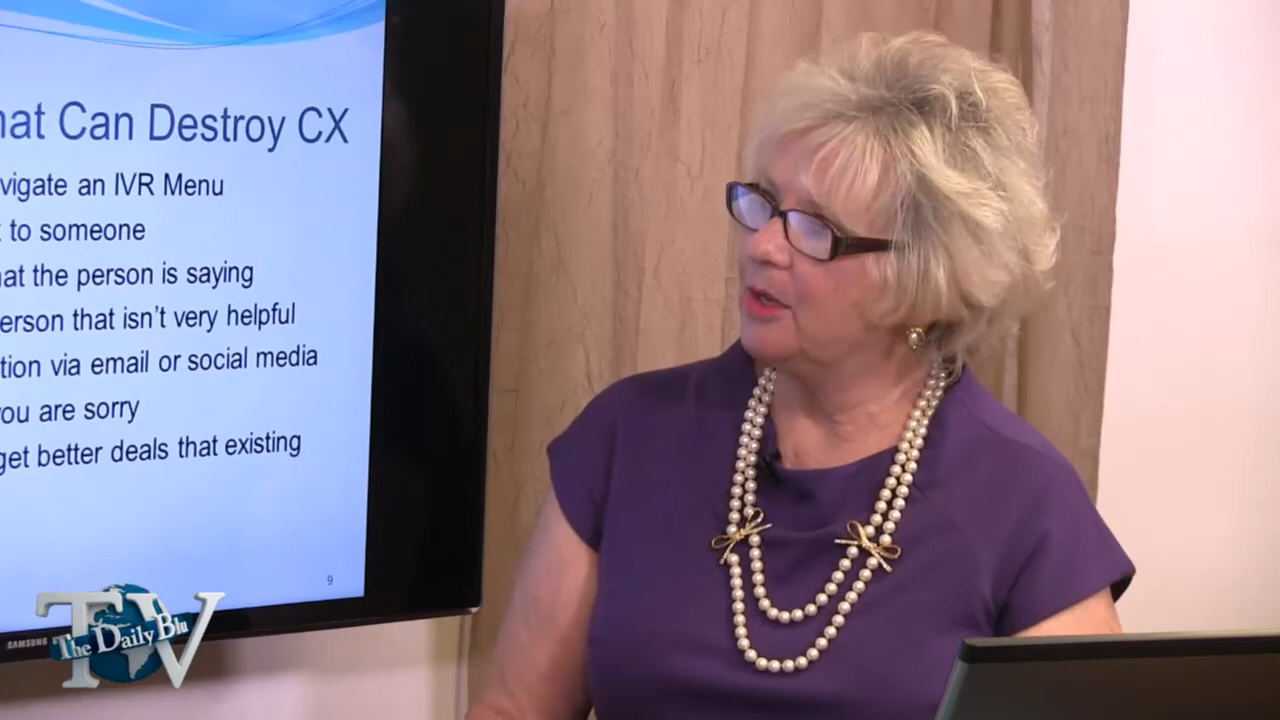 hat Can Destroy CX
vigate an IVR Menu
to someone
hat the person is saying
erson that isn't very helpful
tion via email or social media
you are sorry
get better deals that existing
9
SAMSUNG
TV
The Daily Blu